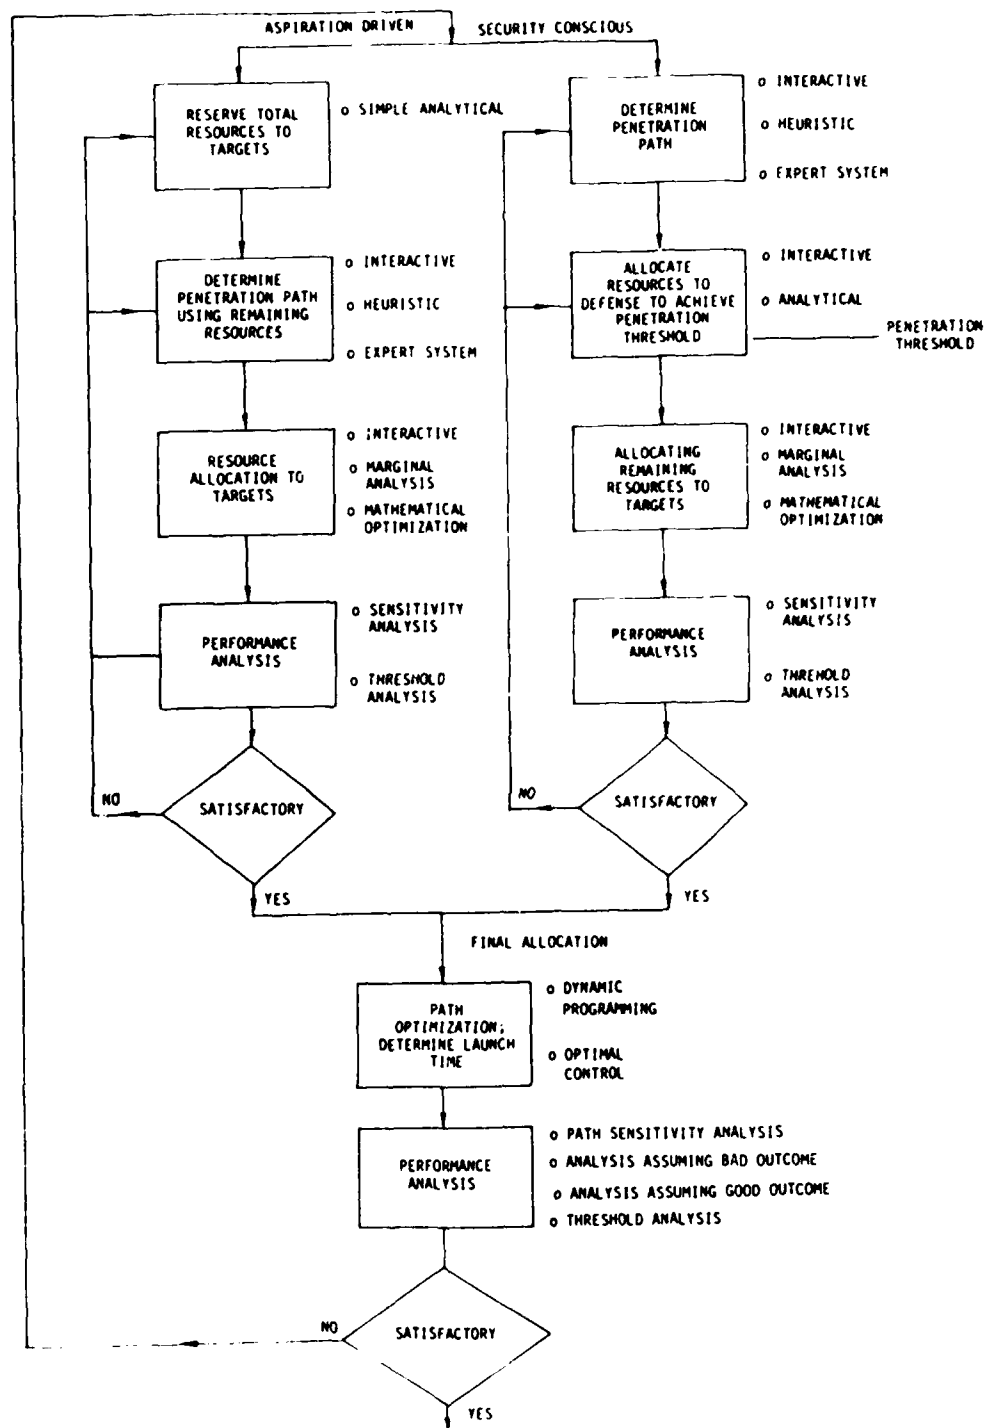 ASPIRATION DRIVEN
SECURITY CONSCIOUS
RESERVE TOTAL
RESOURCES TO
TARGETS
o SIMPLE ANALYTICAL
DETERMINE
PENETRATION
PATH
o INTERACTIVE
o HEURISTIC
o EXPERT SYSTEM
DETERMINE
PENETRATION PATH
USING REMAINING
RESOURCES
o INTERACTIVE
o HEURISTIC
o EXPERT SYSTEM
ALLOCATE
RESOURCES TO
DEFENSE TO ACHIEVE
PENETRATION
THRESHOLD
o INTERACTIVE
o ANALYTICAL
PENETRATION
THRESHOLD
RESOURCE
ALLOCATION TO
TARGETS
o INTERACTIVE
o MARGINAL
ANALYSIS
o MATHEMATICAL
OPTIMIZATION
ALLOCATING
REMAINING
RESOURCES TO
TARGETS
o INTERACTIVE
o MARGINAL
ANALYSIS
o MATHEMATICAL
OPTIMIZATION
PERFORMANCE
ANALYSIS
o SENSITIVITY
ANALYSIS
o THRESHOLD
ANALYSIS
PERFORMANCE
ANALYSIS
o SENSITIVITY
ANALYSIS
o THREHOLD
ANALYSIS
NO
SATISFACTORY
YES
NO
SATISFACTORY
YES
FINAL ALLOCATION
PATH
OPTIMIZATION;
DETERMINE LAUNCH
TIME
o DYNAMIC
PROGRAMMING
o OPTIMAL
CONTROL
PERFORMANCE
ANALYSIS
o PATH SENSITIVITY ANALYSIS
o ANALYSIS ASSUMING BAD OUTCOME
o ANALYSIS ASSUMING GOOD OUTCOME
o THRESHOLD ANALYSIS
NO
SATISFACTORY
YES